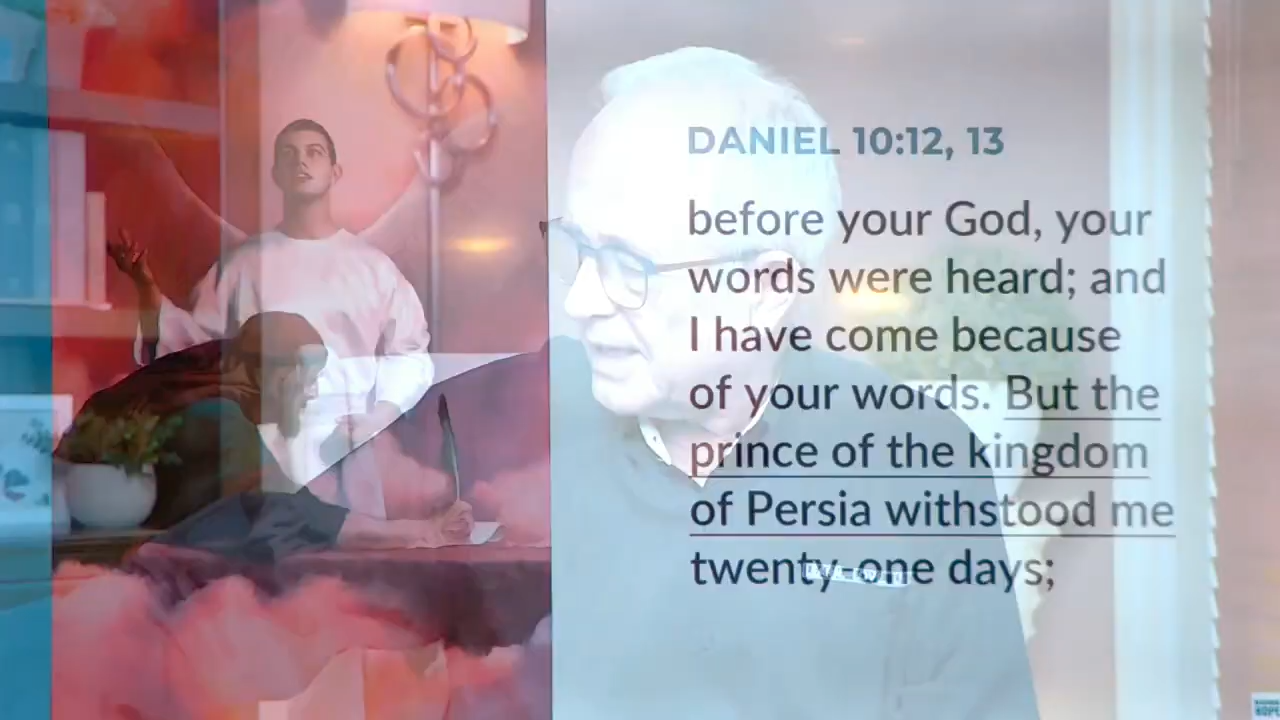 DANIEL 10:12, 13
before your God, your
words were heard; and
I have come because
of your words. But the
prince of the kingdom
of Persia withstood me
twenty-one days;